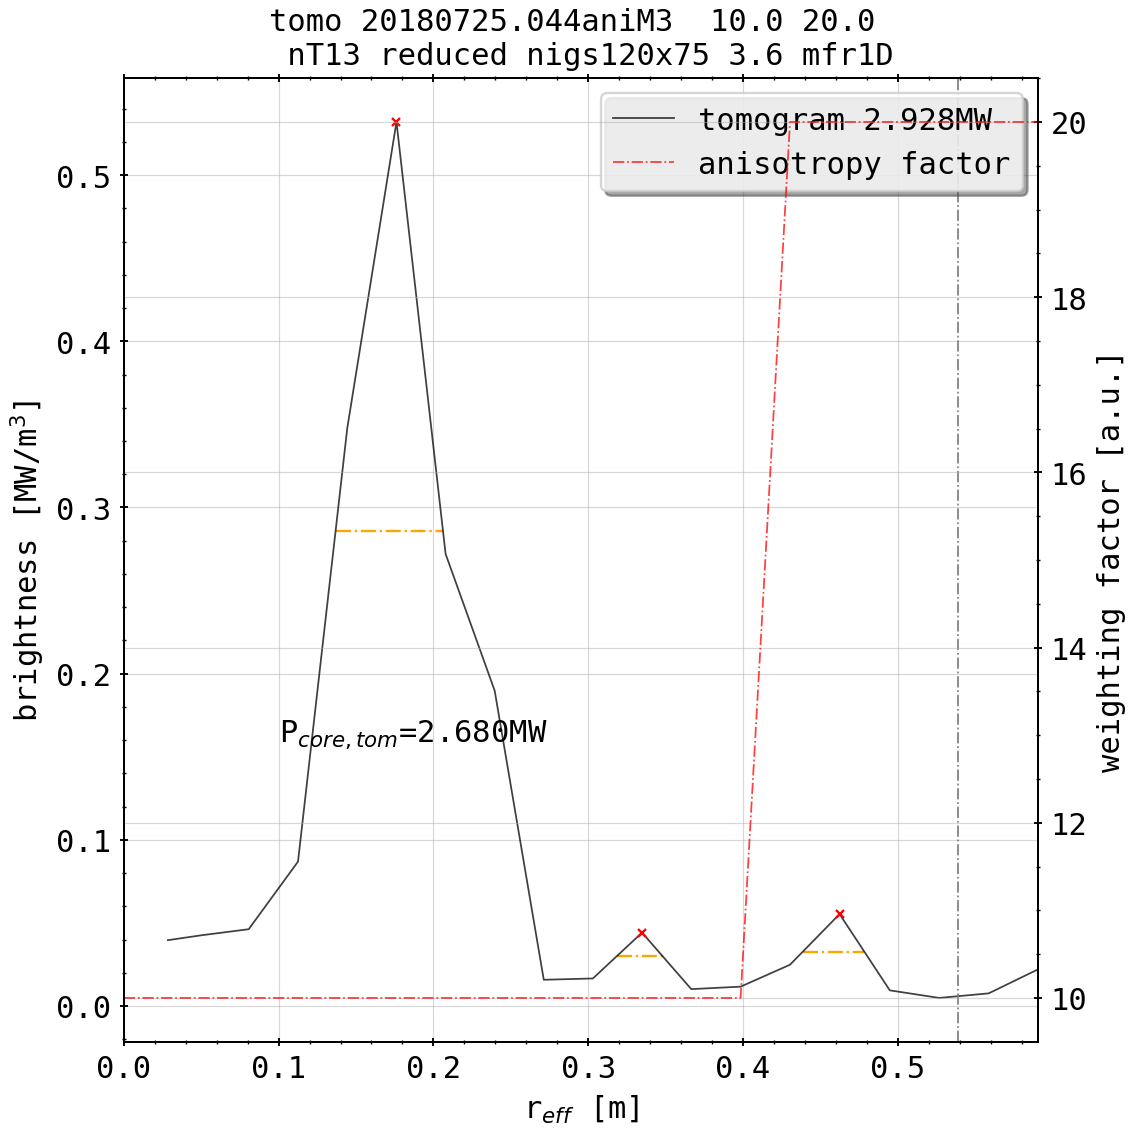 tomo 20180725.044aniM3  10.0 20.0
nT13 reduced nigs120x75 3.6 mfr1D
tomogram 2.928MW
anisotropy factor
brightness [MW/m³]
0.5
0.4
0.3
0.2
0.1
0.0
P_core,tom=2.680MW
20
18
16
14
12
10
weighting factor [a.u.]
0.0 0.1 0.2 0.3 0.4 0.5
r_eff [m]